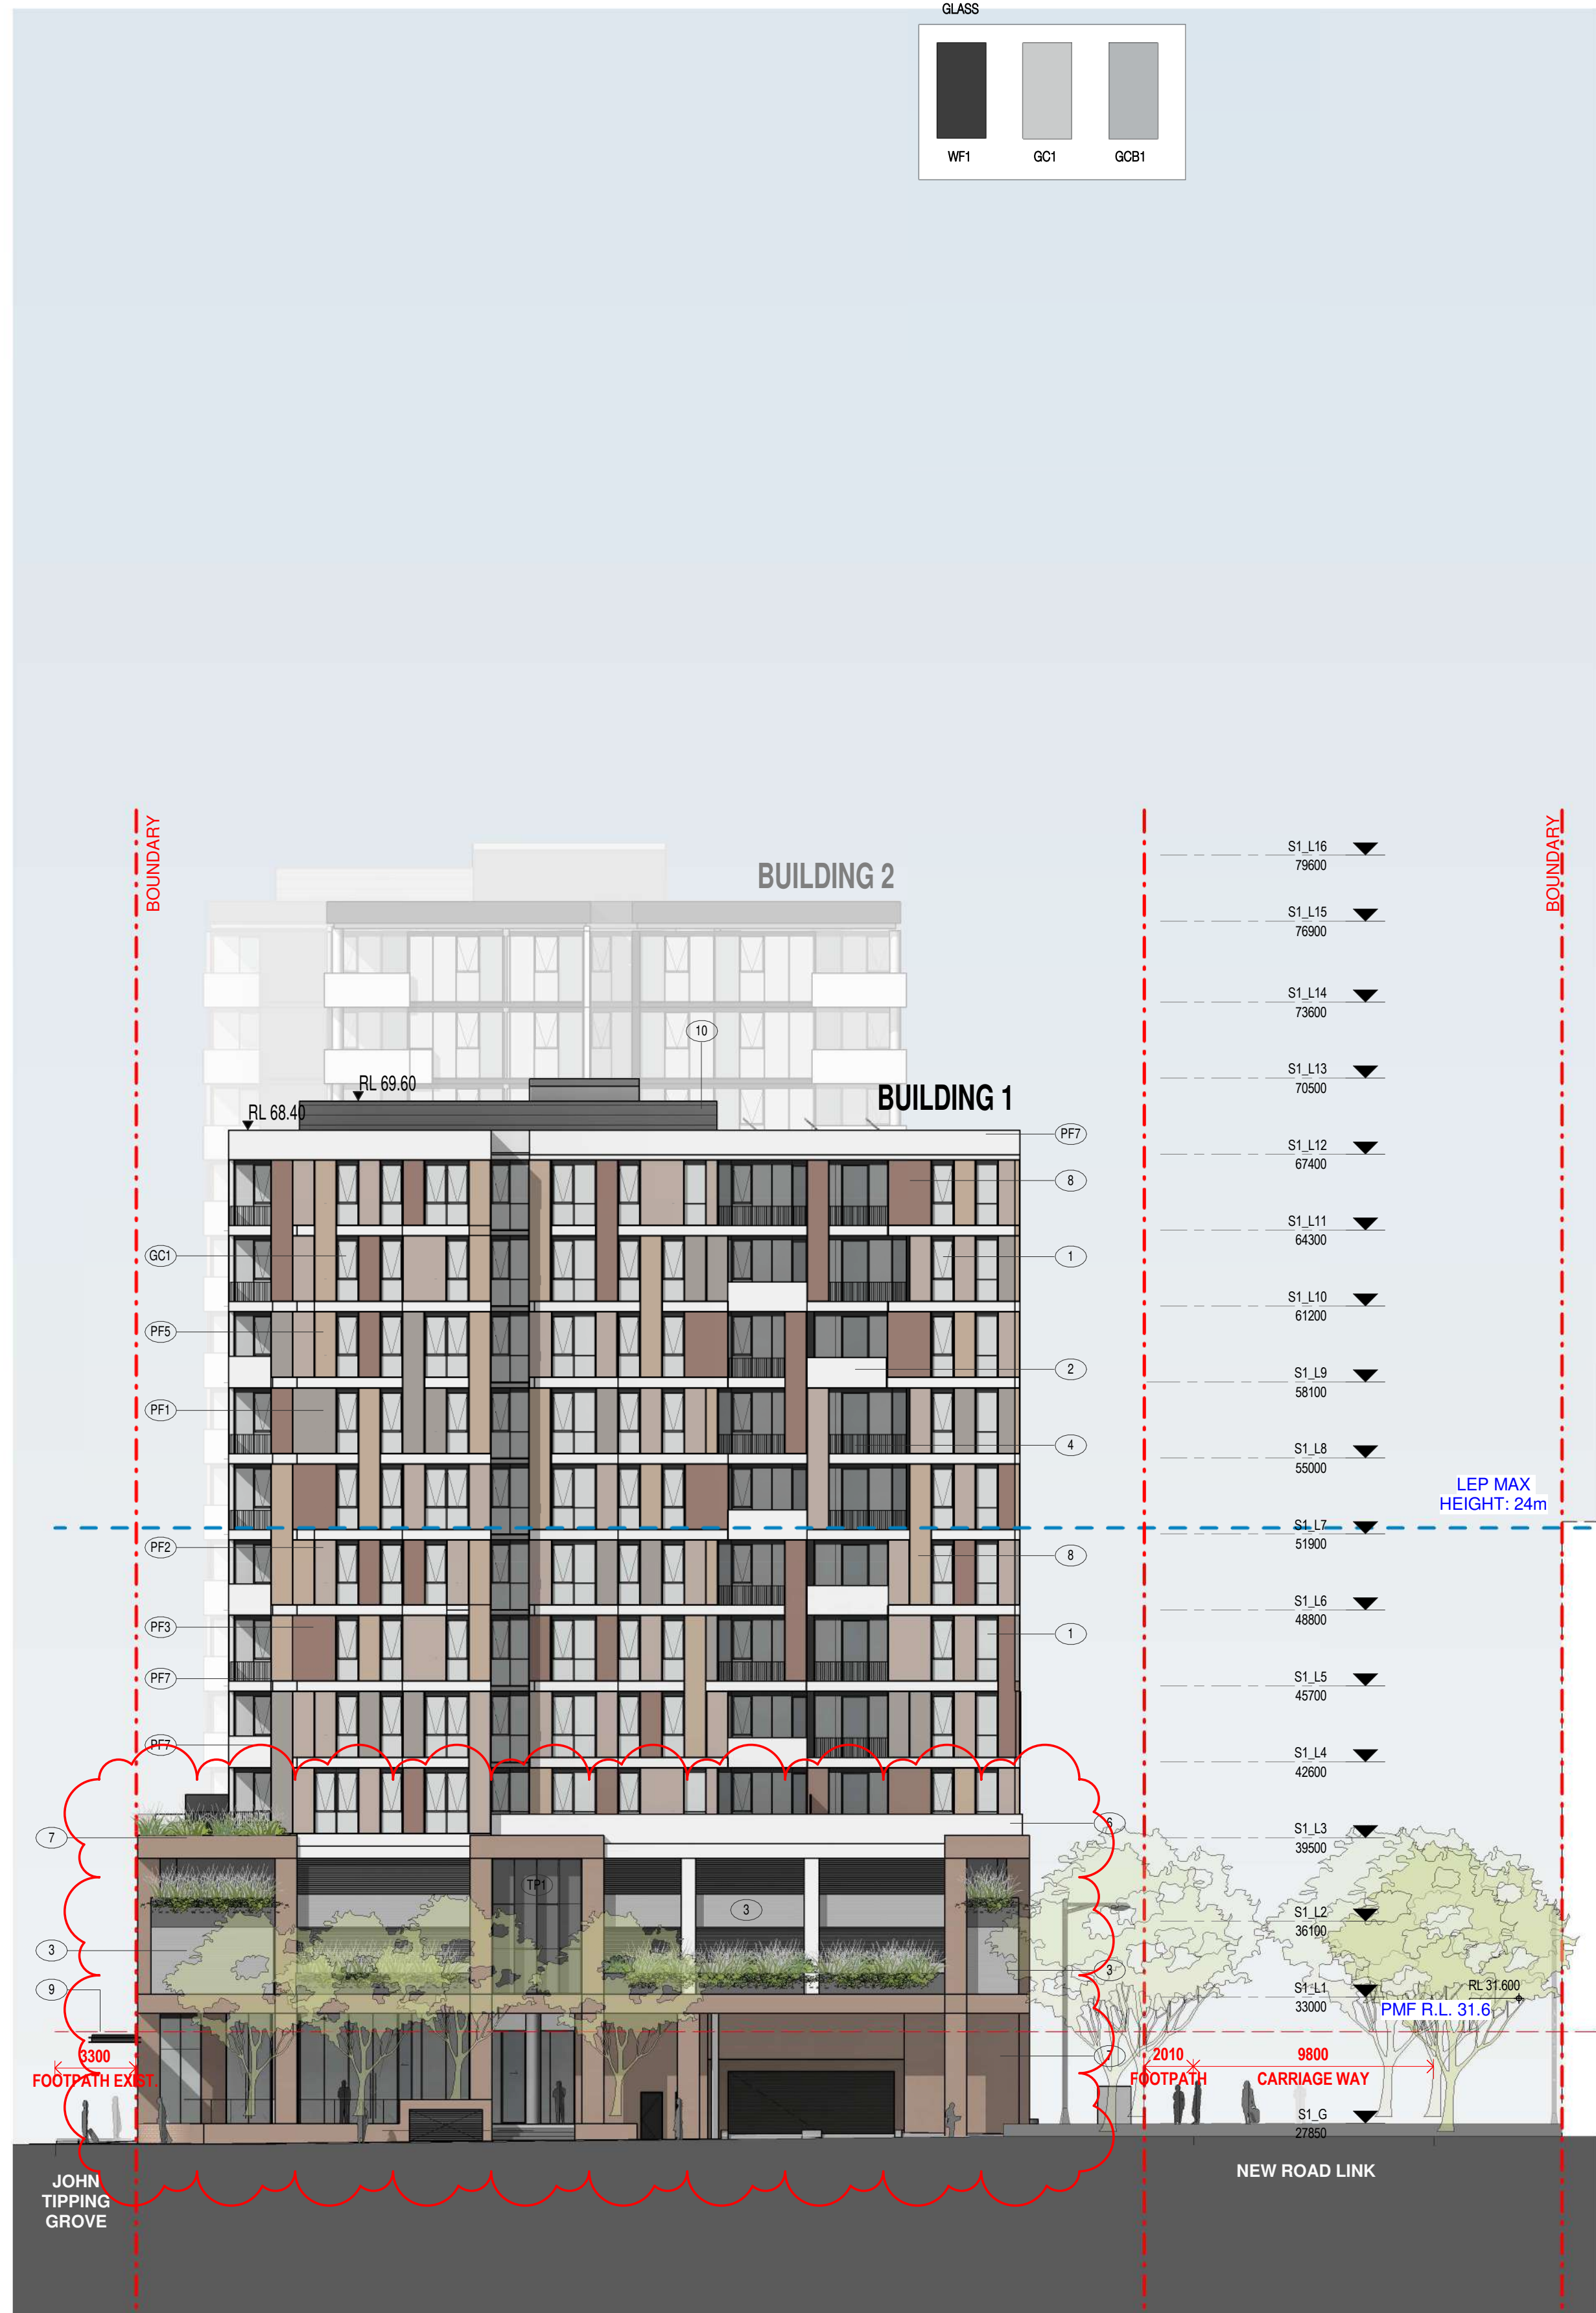 GLASS
WF1
GC1
GCB1
BOUNDARY
BOUNDARY
BUILDING 2
S1_L16
79600
S1_L15
76900
S1_L14
73600
10
S1_L13
70500
RL 69.60
BUILDING 1
RL 68.40
PF7
S1_L12
67400
8
S1_L11
64300
GC1
1
S1_L10
61200
PF5
2
S1_L9
58100
PF1
4
S1_L8
55000
LEP MAX
HEIGHT: 24m
S1_L7
51900
PF2
8
S1_L6
48800
PF3
1
PF7
S1_L5
45700
PF7
S1_L4
42600
6
7
S1_L3
39500
TP1
3
S1_L2
36100
3
3
9
S1_L1
33000
RL 31.600
PMF R.L. 31.6
3300
FOOTPATH EXIST.
7
2010
FOOTPATH
9800
CARRIAGE WAY
S1_G
27850
JOHN
TIPPING
GROVE
NEW ROAD LINK